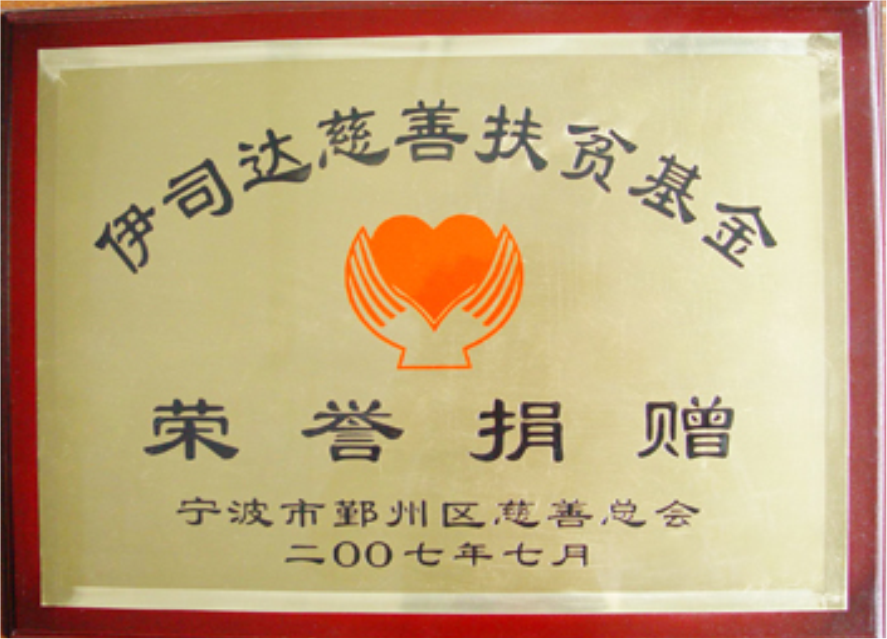 伊司达慈善扶贫基金
荣誉捐赠
宁波市鄞州区慈善总会
二00七年七月